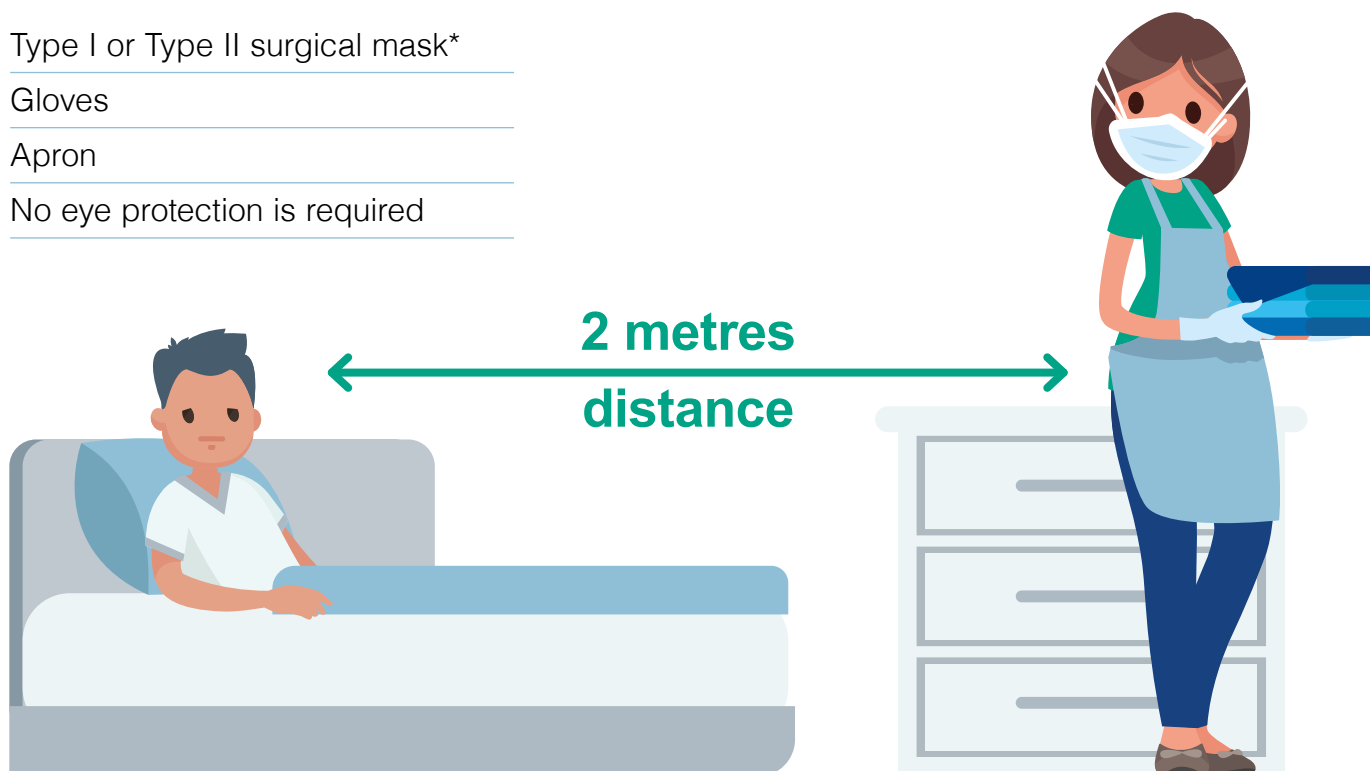 Type I or Type II surgical mask*
Gloves
Apron
No eye protection is required
2 metres
distance